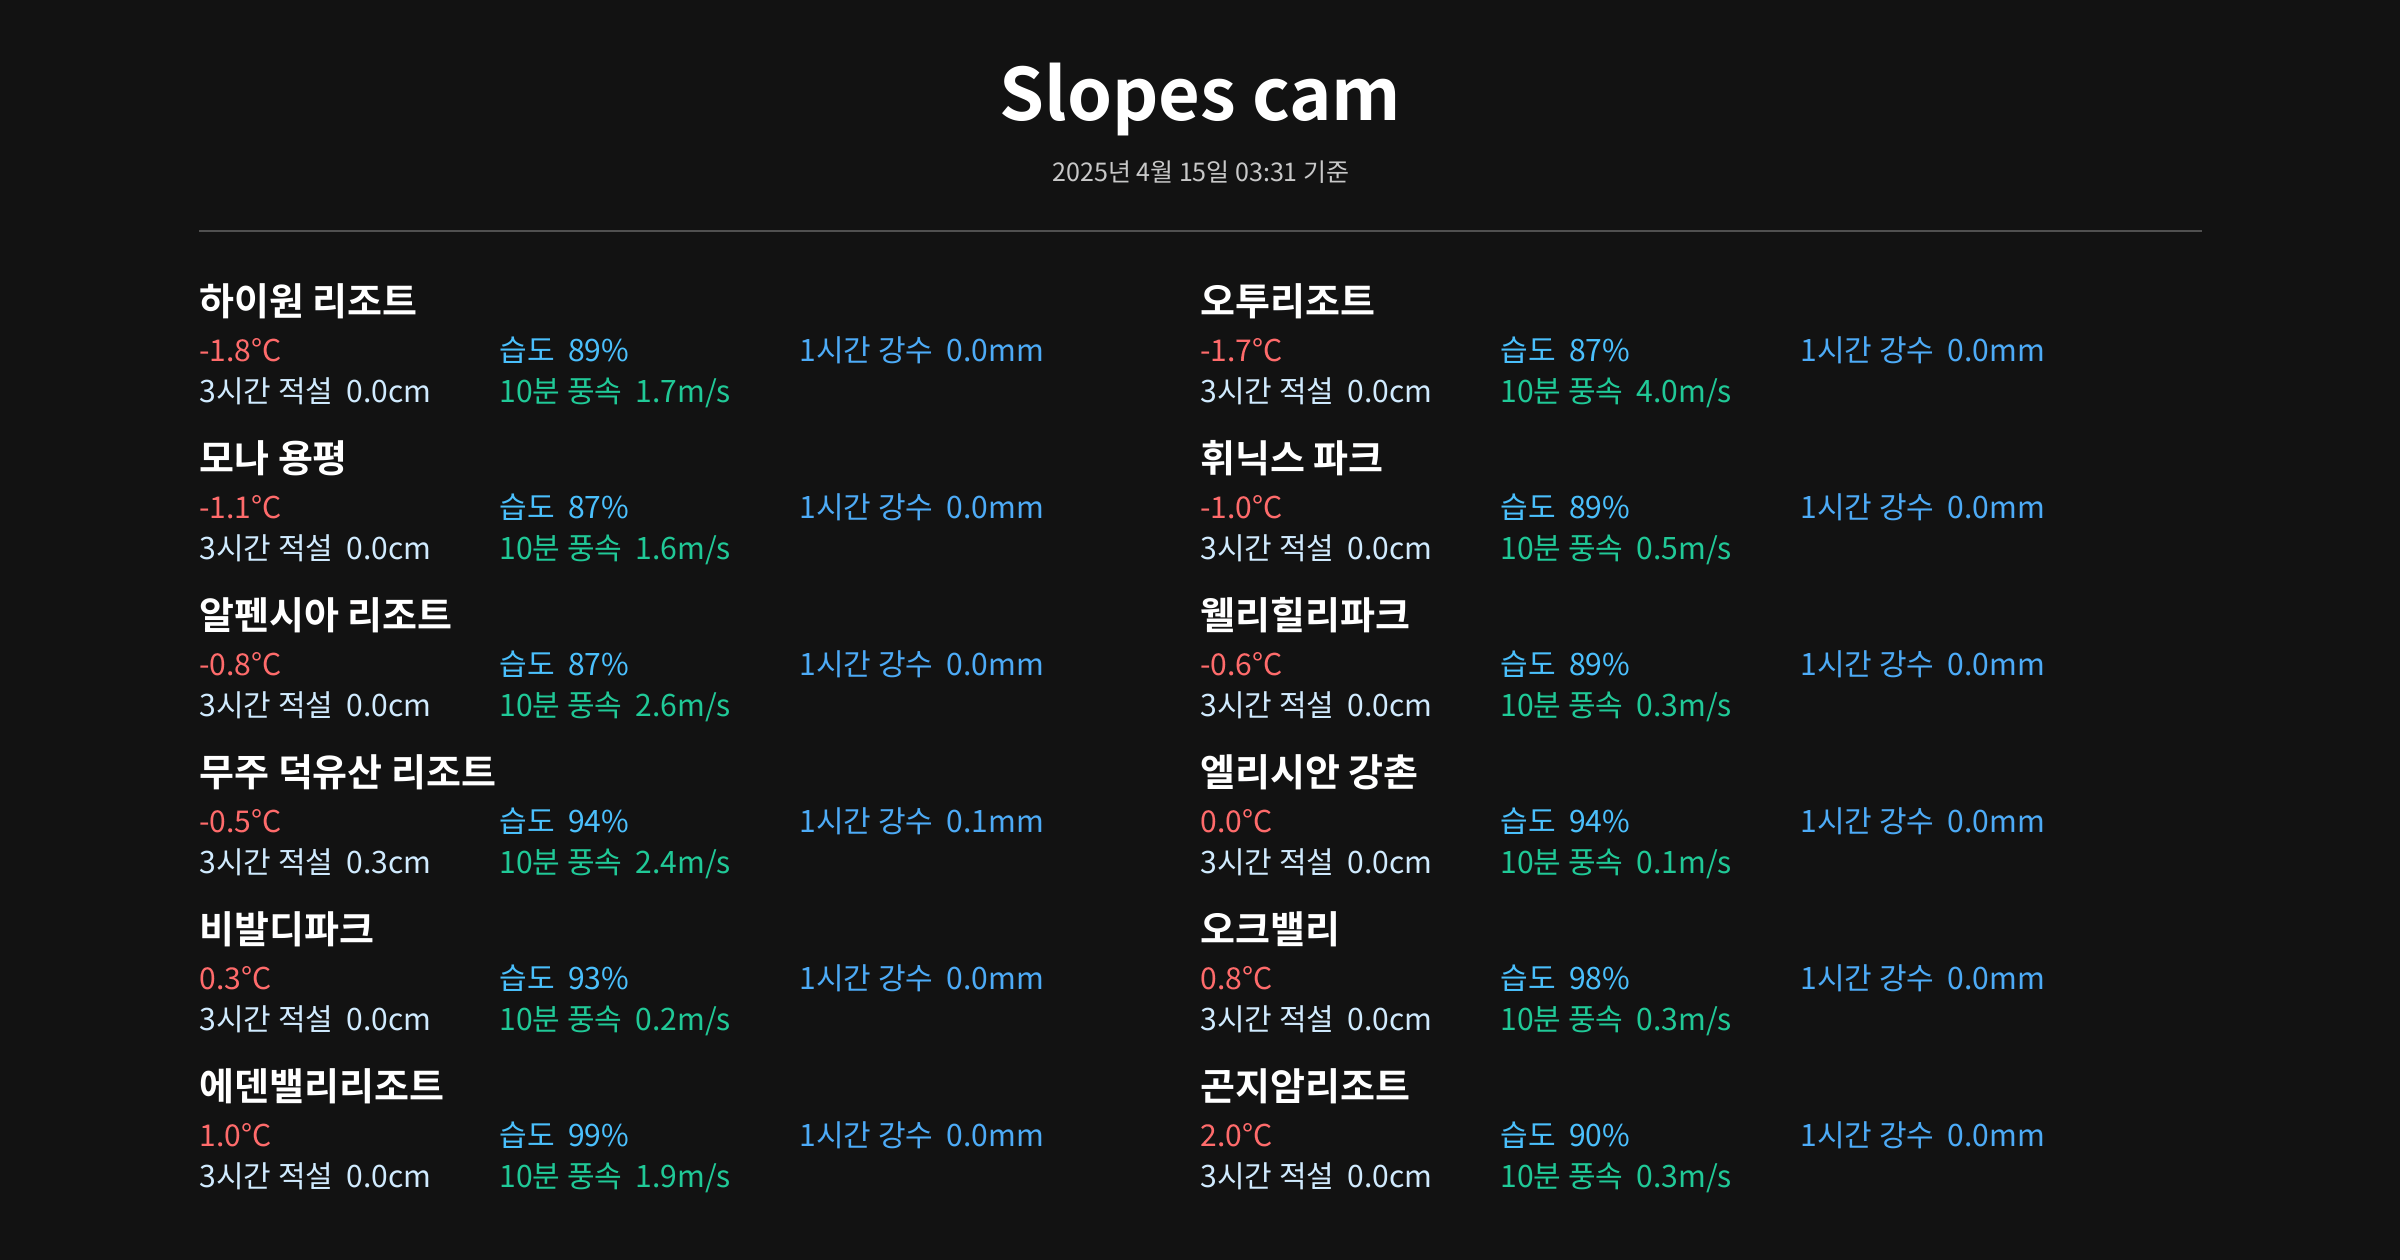 Slopes cam
2025년 4월 15일 03:31 기준
하이원 리조트
-1.8°C 습도 89% 1시간 강수 0.0mm
3시간 적설 0.0cm 10분 풍속 1.7m/s
오투리조트
-1.7°C 습도 87% 1시간 강수 0.0mm
3시간 적설 0.0cm 10분 풍속 4.0m/s
모나 용평
-1.1°C 습도 87% 1시간 강수 0.0mm
3시간 적설 0.0cm 10분 풍속 1.6m/s
휘닉스 파크
-1.0°C 습도 89% 1시간 강수 0.0mm
3시간 적설 0.0cm 10분 풍속 0.5m/s
알펜시아 리조트
-0.8°C 습도 87% 1시간 강수 0.0mm
3시간 적설 0.0cm 10분 풍속 2.6m/s
웰리힐리파크
-0.6°C 습도 89% 1시간 강수 0.0mm
3시간 적설 0.0cm 10분 풍속 0.3m/s
무주 덕유산 리조트
-0.5°C 습도 94% 1시간 강수 0.1mm
3시간 적설 0.3cm 10분 풍속 2.4m/s
엘리시안 강촌
0.0°C 습도 94% 1시간 강수 0.0mm
3시간 적설 0.0cm 10분 풍속 0.1m/s
비발디파크
0.3°C 습도 93% 1시간 강수 0.0mm
3시간 적설 0.0cm 10분 풍속 0.2m/s
오크밸리
0.8°C 습도 98% 1시간 강수 0.0mm
3시간 적설 0.0cm 10분 풍속 0.3m/s
에덴밸리리조트
1.0°C 습도 99% 1시간 강수 0.0mm
3시간 적설 0.0cm 10분 풍속 1.9m/s
곤지암리조트
2.0°C 습도 90% 1시간 강수 0.0mm
3시간 적설 0.0cm 10분 풍속 0.3m/s